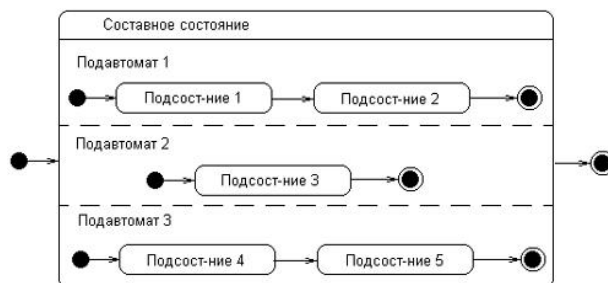 Составное состояние
Подавтомат 1
Подсост-ние 1
Подсост-ние 2
Подавтомат 2
Подсост-ние 3
Подавтомат 3
Подсост-ние 4
Подсост-ние 5